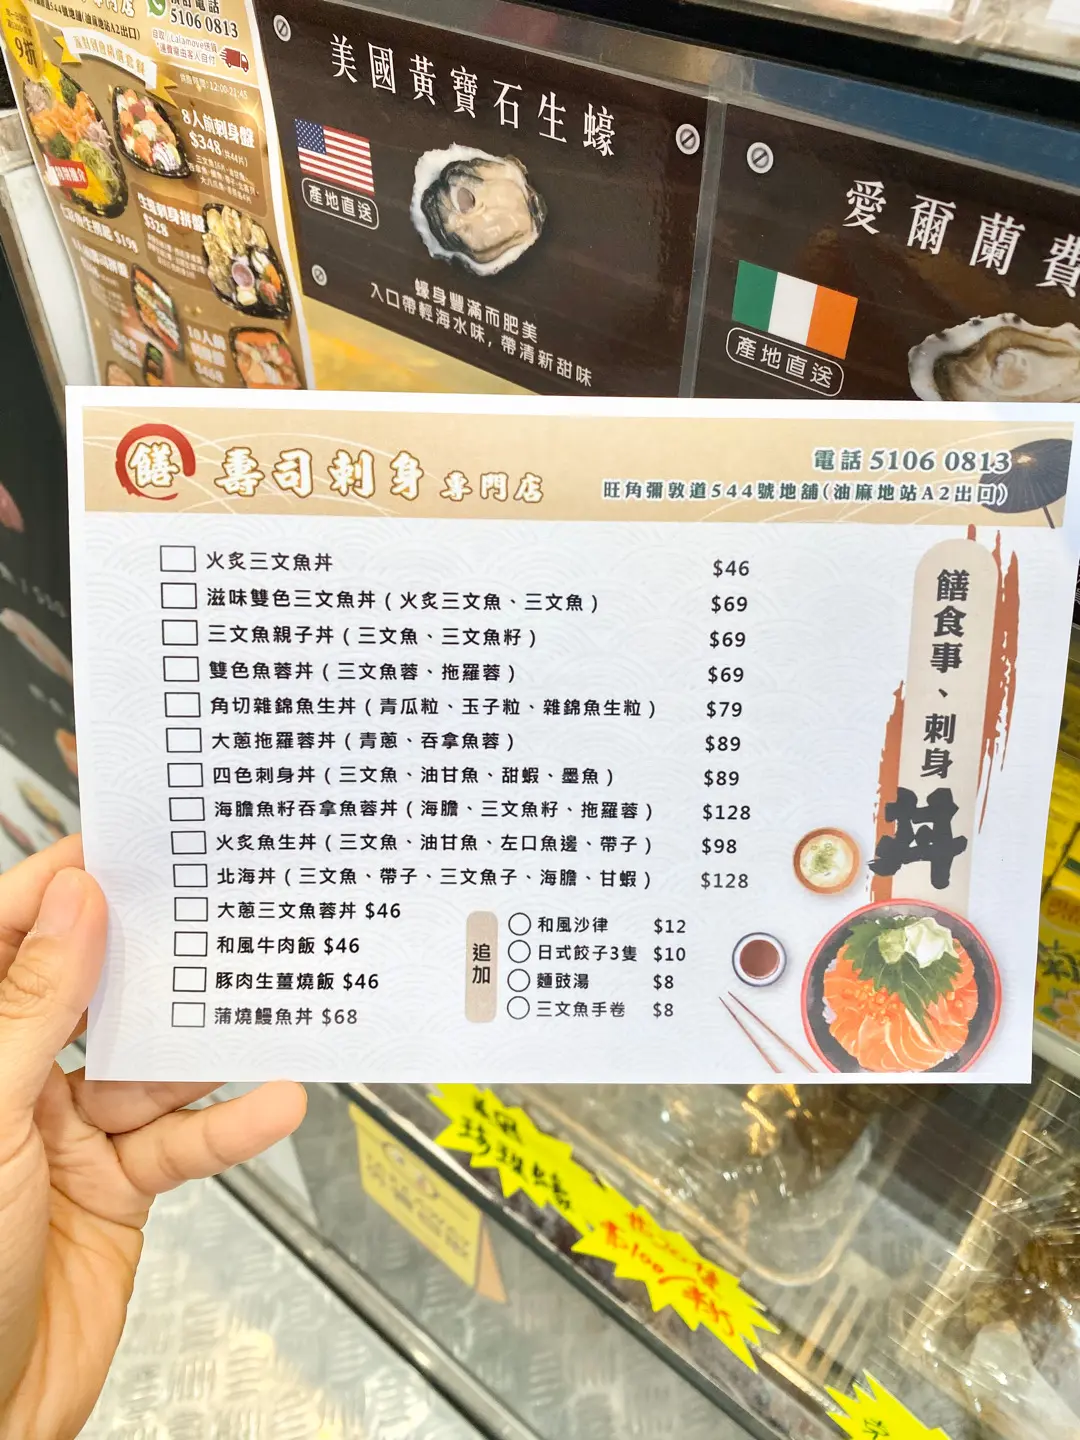 5106 0813
9折
8人前刺身盤
$348
$328
$198
美國黃寶石生蠔
產地直送
蠔身豐滿而肥美
入口帶輕海水味，帶清新甜味
愛爾蘭費
產地直送
饍 壽司刺身專門店
電話 5106 0813
旺角彌敦道544號地舖(油麻地站A2出口)
饍食事、刺身丼
火炙三文魚丼 $46
滋味雙色三文魚丼（火炙三文魚、三文魚） $69
三文魚親子丼（三文魚、三文魚籽） $69
雙色魚蓉丼（三文魚蓉、拖羅蓉） $69
角切雜錦魚生丼（青瓜粒、玉子粒、雜錦魚生粒） $79
大蔥拖羅蓉丼（青蔥、吞拿魚蓉） $89
四色刺身丼（三文魚、油甘魚、甜蝦、墨魚） $89
海膽魚籽吞拿魚蓉丼（海膽、三文魚籽、拖羅蓉） $128
火炙魚生丼（三文魚、油甘魚、左口魚邊、帶子） $98
北海丼（三文魚、帶子、三文魚子、海膽、甘蝦） $128
大蔥三文魚蓉丼 $46
和風牛肉飯 $46
豚肉生薑燒飯 $46
蒲燒鰻魚丼 $68
追加
和風沙律 $12
日式餃子3隻 $10
麵豉湯 $8
三文魚手卷 $8